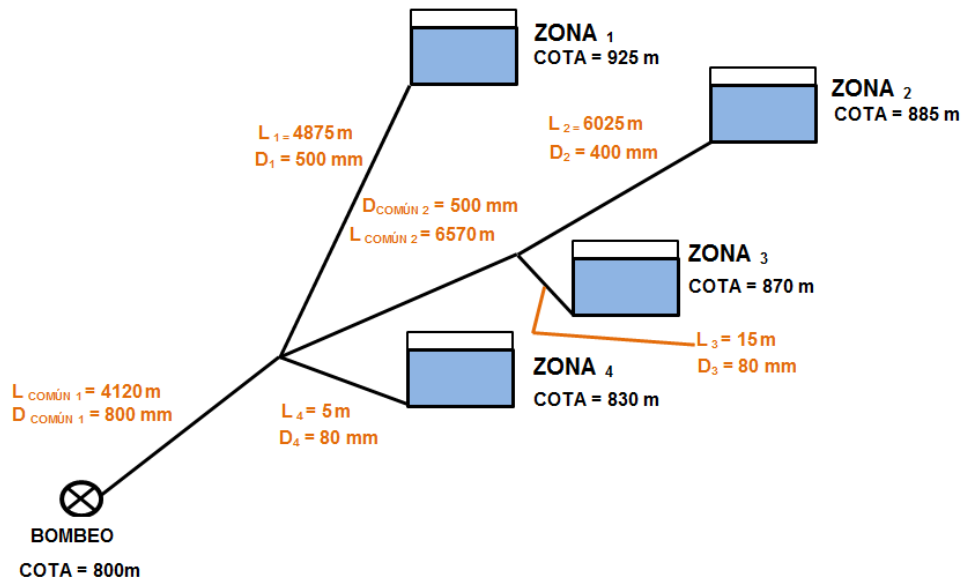 ZONA 1
COTA = 925 m
ZONA 2
COTA = 885 m
L 1 = 4875 m
D1 = 500 mm
L 2 = 6025 m
D2 = 400 mm
DCOMÚN 2 = 500 mm
L COMÚN 2 = 6570 m
ZONA 3
COTA = 870 m
L 3 = 15 m
D3 = 80 mm
ZONA 4
COTA = 830 m
L COMÚN 1 = 4120 m
D COMÚN 1 = 800 mm
L 4 = 5 m
D4 = 80 mm
BOMBEO
COTA = 800m